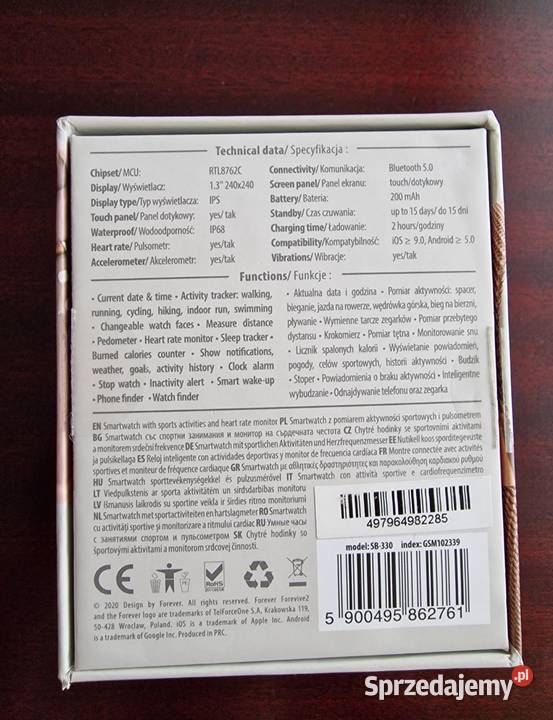 Technical data/ Specyfikacja :
Chipset/ MCU: RTL8762C
Display/ Wyświetlacz: 1.3" 240x240
Display type/Typ wyświetlacza: IPS
Touch panel/ Panel dotykowy: yes/ tak
Waterproof/ Wodoodporność: IP68
Heart rate/ Pulsometr: yes/tak
Accelerometer/ Akcelerometr: yes/tak
Connectivity/ Komunikacja: Bluetooth 5.0
Screen panel/ Panel ekranu: touch/dotykowy
Battery/ Bateria: 200 mAh
Standby/ Czas czuwania: up to 15 days/ do 15 dni
Charging time/ Ładowanie: 2 hours/godziny
Compatibility/Kompatybilność: iOS ≥ 9.0, Android ≥ 5.0
Vibrations/ Wibracje: yes/tak
Functions/ Funkcje :
• Current date & time • Activity tracker: walking,
running, cycling, hiking, indoor run, swimming
• Changeable watch faces • Measure distance
• Pedometer • Heart rate monitor • Sleep tracker •
Burned calories counter • Show notifications,
weather, goals, activity history • Clock alarm
• Stop watch • Inactivity alert • Smart wake-up
• Phone finder • Watch finder
• Aktualna data i godzina • Pomiar aktywności: spacer,
bieganie, jazda na rowerze, wędrówka górska, bieg na bierzni,
pływanie • Wymienne tarcze zegarków • Pomiar przebytego
dystansu • Krokomierz • Pomiar tętna • Monitorowanie snu
• Licznik spalonych kalorii • Wyświetlanie powiadomień,
pogody, celów sportowych, historii aktywności • Budzik
• Stoper • Powiadomienia o braku aktywności • Inteligentne
wybudzanie • Odnajdywanie telefonu oraz zegarka
EN Smartwatch with sports activities and heart rate monitor PL Smartwatch z pomiarem aktywności sportowych i pulsometrem
BG Smartwatch със спортни занимания и монитор на сърдечната честота CZ Chytrý hodinky se sportovními aktivitami
a monitorem srdeční frekvence DE Smartwatch mit sportlichen Aktivitäten und Herzfrequenzmesser EE Nutikell koos sporditegevuste
ja pulsikellaga ES Reloj inteligente con actividades deportivas y monitor de frecuencia cardíaca FR Montre connectée avec activités
sportives et moniteur de fréquence cardiaque GR Smartwatch με αθλητικές δραστηριότητες και παρακολούθηση καρδιακού ρυθμού
HU Smartwatch sporttevékenységekkel és pulzusmérővel IT Smartwatch con attività sportive e cardiofrequenzimetro
LT Viedpulkstenis ar sporta aktivitātēm un sirdsdarbības monitoru
LV Išmanusis laikrodis su sportine veikla ir širdies ritmo monitoriumi
NL Smartwatch met sportactiviteiten en hartslagmeter RO Smartwatch
cu activităţi sportive şi monitorizare a ritmului cardiac RU Умные часы
с занятиями спортом и пульсометром SK Chytré hodinky so
športovými aktivitami a monitorom srdcovej činnosti.
497964982285
model: SB-330 index: GSM102339
5 900495 862761
CE
RoHS
© 2020 Design by Forever. All rights reserved. Forever Forevive2
and the Forever logo are trademarks of TelForceOne S.A, Krakowska 119,
50-428 Wrocław, Poland. iOS is a trademark of Apple Inc. Android
is a trademark of Google Inc. Produced in PRC.
Sprzedajemy.pl